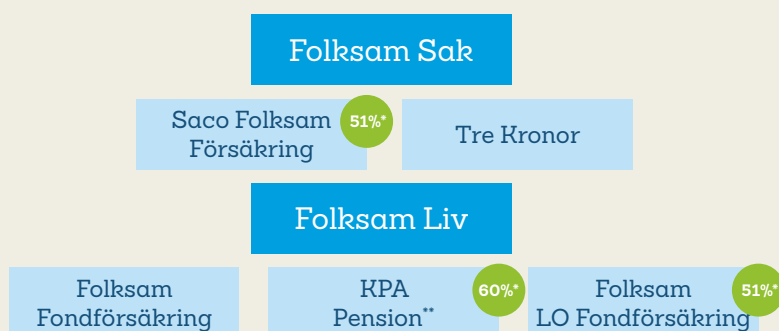 Folksam Sak
Saco Folksam
Försäkring
51%*
Tre Kronor
Folksam Liv
Folksam
Fondförsäkring
KPA
Pension**
60%*
Folksam
LO Fondförsäkring
51%*